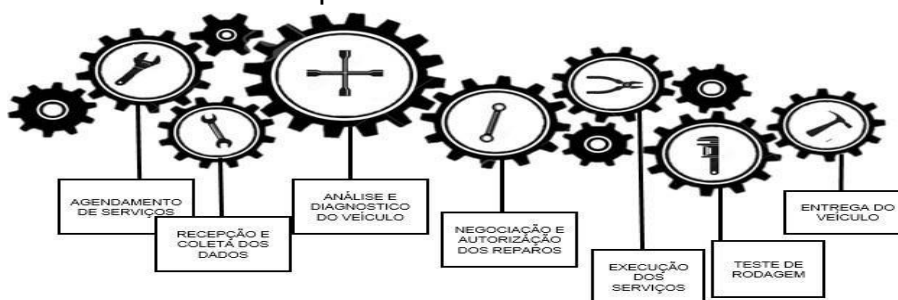 AGENDAMENTO
DE SERVIÇOS
RECEPÇÃO E
COLETA DOS
DADOS
ANÁLISE E
DIAGNOSTICO
DO VEÍCULO
NEGOCIAÇÃO E
AUTORIZAÇÃO
DOS REPAROS
EXECUÇÃO
DOS
SERVIÇOS
TESTE DE
RODAGEM
ENTREGA DO
VEÍCULO